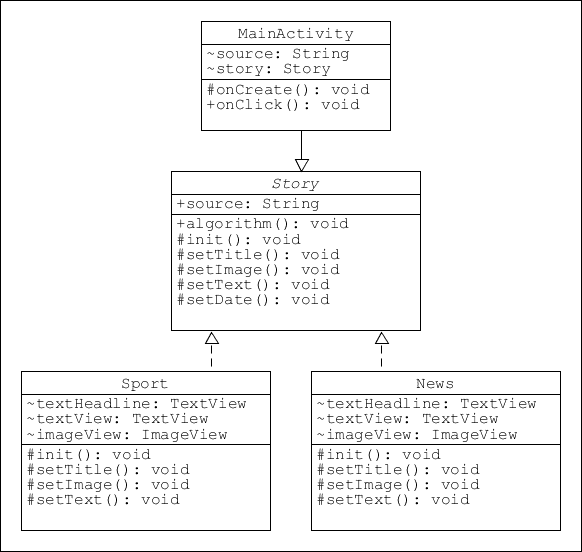 MainActivity
~source: String
~story: Story
#onCreate(): void
+onClick(): void
Story
+source: String
+algorithm(): void
#init(): void
#setTitle(): void
#setImage(): void
#setText(): void
#setDate(): void
Sport
~textHeadline: TextView
~textView: TextView
~imageView: ImageView
#init(): void
#setTitle(): void
#setImage(): void
#setText(): void
News
~textHeadline: TextView
~textView: TextView
~imageView: ImageView
#init(): void
#setTitle(): void
#setImage(): void
#setText(): void